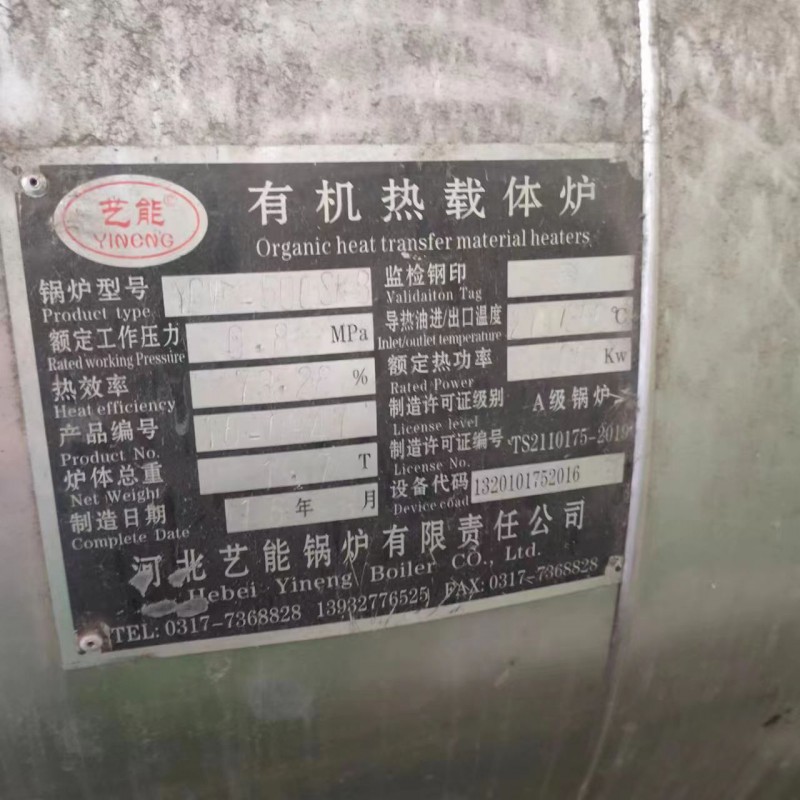 艺能
YINENG
有机热载体炉
Organic heat transfer material heaters
锅炉型号
Product type
额定工作压力 MPa
Rated working Pressure
热效率 %
Heat efficiency
产品编号
Product No.
炉体总重 T
Net Weight
制造日期 年 月
Complete Date
监检钢印
Validaiton Tag
导热油进/出口温度 ℃
Inlet/outlet temperature
额定热功率 Kw
Rated Power
制造许可证级别 A级锅炉
License level
制造许可证编号 TS2110175-2019
License No.
设备代码 1320101752016
Device coad
河北艺能锅炉有限责任公司
Hebei Yineng Boiler CO., Ltd.
TEL: 0317-7368828 13932776525 FAX: 0317-7368828